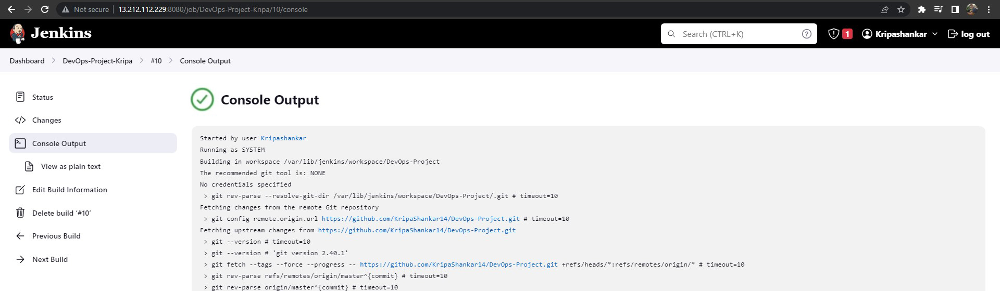 Not secure | 13.212.112.229:8080/job/DevOps-Project-Kripa/10/console
Jenkins
Search (CTRL+K)
?
1
Kripashankar
log out
Dashboard > DevOps-Project-Kripa > #10 > Console Output
Status
Changes
Console Output
View as plain text
Edit Build Information
Delete build ‘#10’
Previous Build
Next Build
Console Output
Started by user Kripashankar
Running as SYSTEM
Building in workspace /var/lib/jenkins/workspace/DevOps-Project
The recommended git tool is: NONE
No credentials specified
> git rev-parse --resolve-git-dir /var/lib/jenkins/workspace/DevOps-Project/.git # timeout=10
Fetching changes from the remote Git repository
> git config remote.origin.url https://github.com/KripaShankar14/DevOps-Project.git # timeout=10
Fetching upstream changes from https://github.com/KripaShankar14/DevOps-Project.git
> git --version # timeout=10
> git --version # 'git version 2.40.1'
> git fetch --tags --force --progress -- https://github.com/KripaShankar14/DevOps-Project.git +refs/heads/*:refs/remotes/origin/* # timeout=10
> git rev-parse refs/remotes/origin/master^{commit} # timeout=10
> git rev-parse origin/master^{commit} # timeout=10